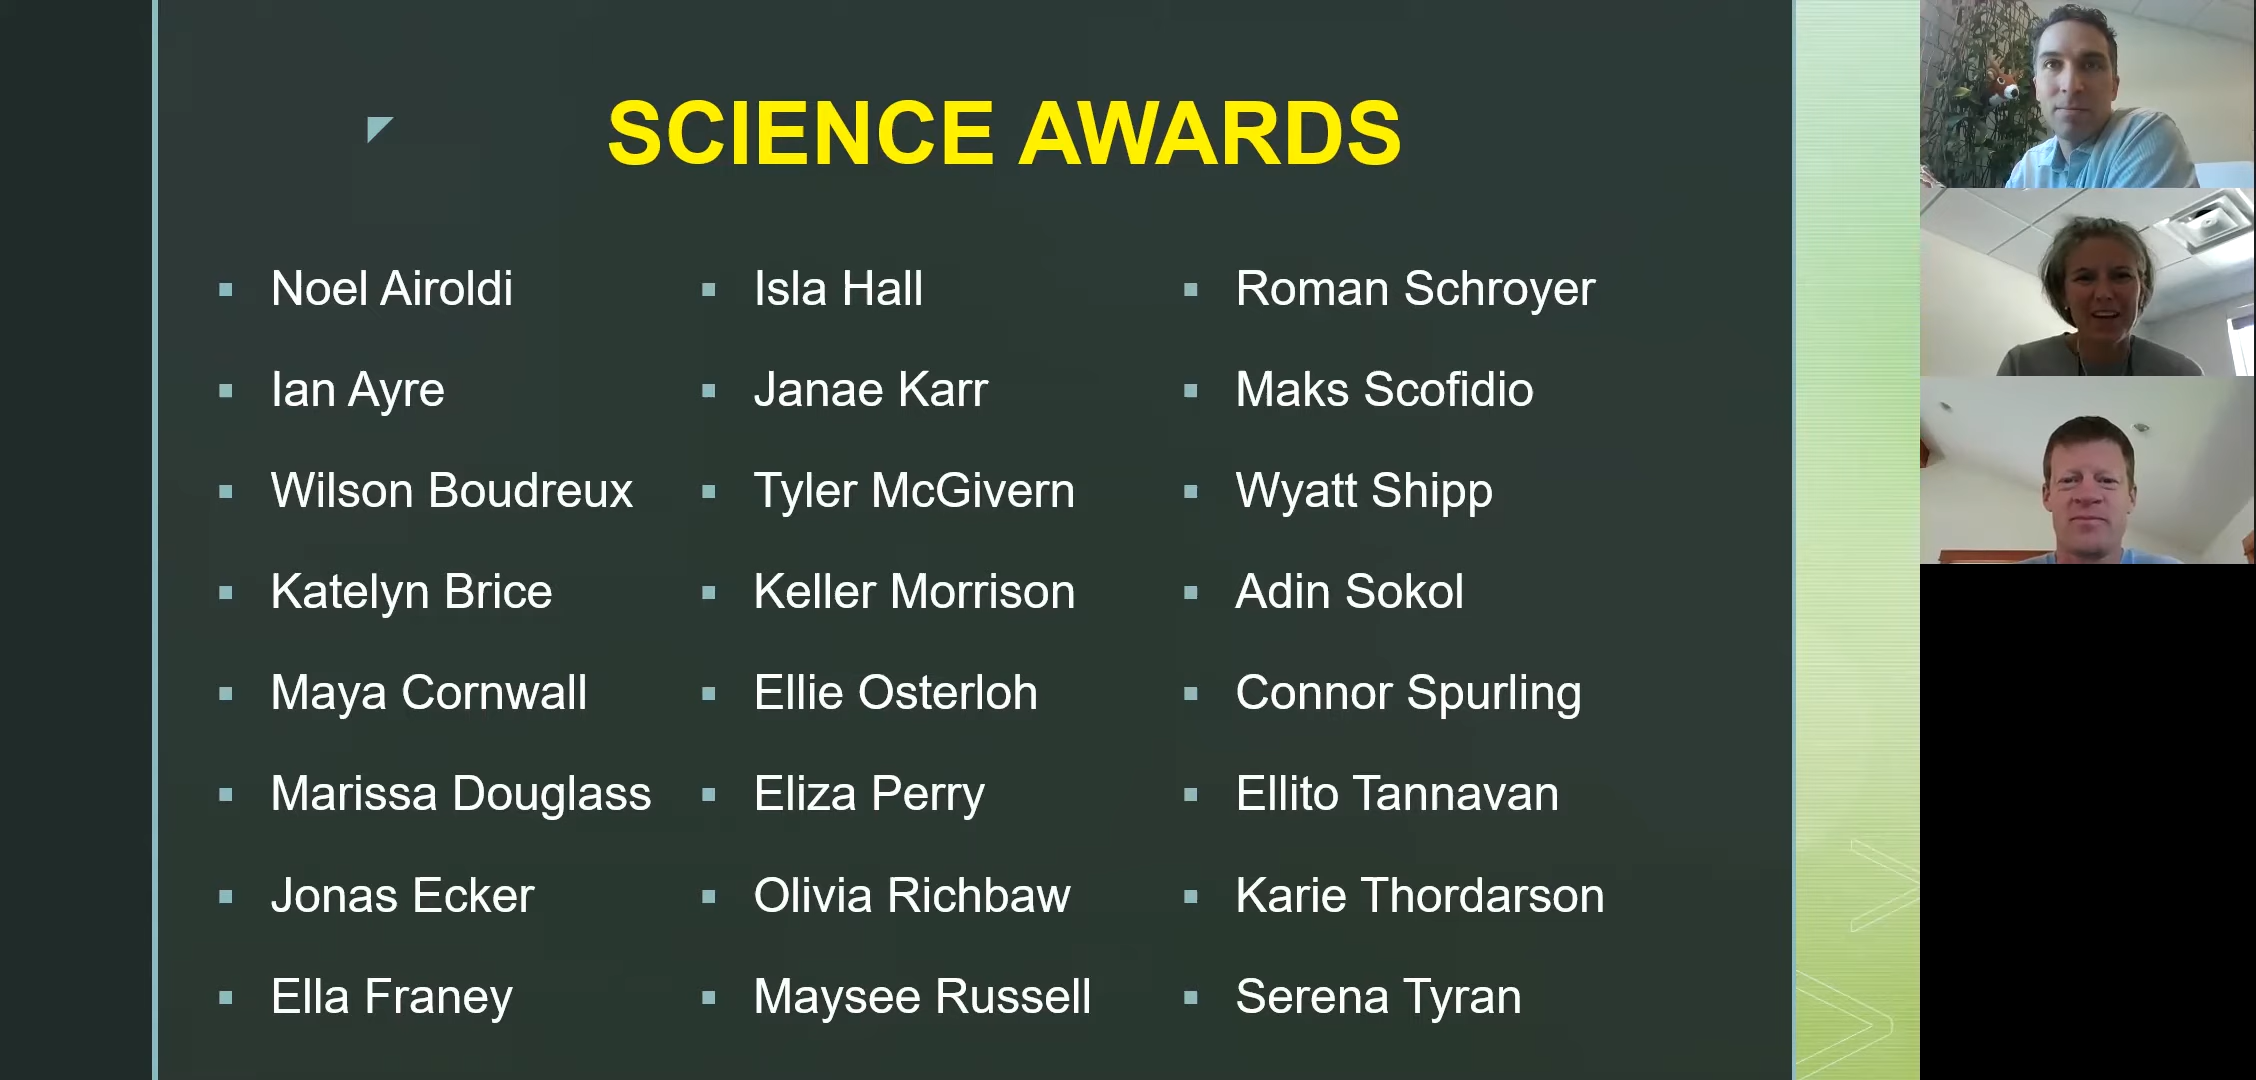 SCIENCE AWARDS
Noel Airoldi
Ian Ayre
Wilson Boudreux
Katelyn Brice
Maya Cornwall
Marissa Douglass
Jonas Ecker
Ella Franey
Isla Hall
Janae Karr
Tyler McGivern
Keller Morrison
Ellie Osterloh
Eliza Perry
Olivia Richbaw
Maysee Russell
Roman Schroyer
Maks Scofidio
Wyatt Shipp
Adin Sokol
Connor Spurling
Ellito Tannavan
Karie Thordarson
Serena Tyran